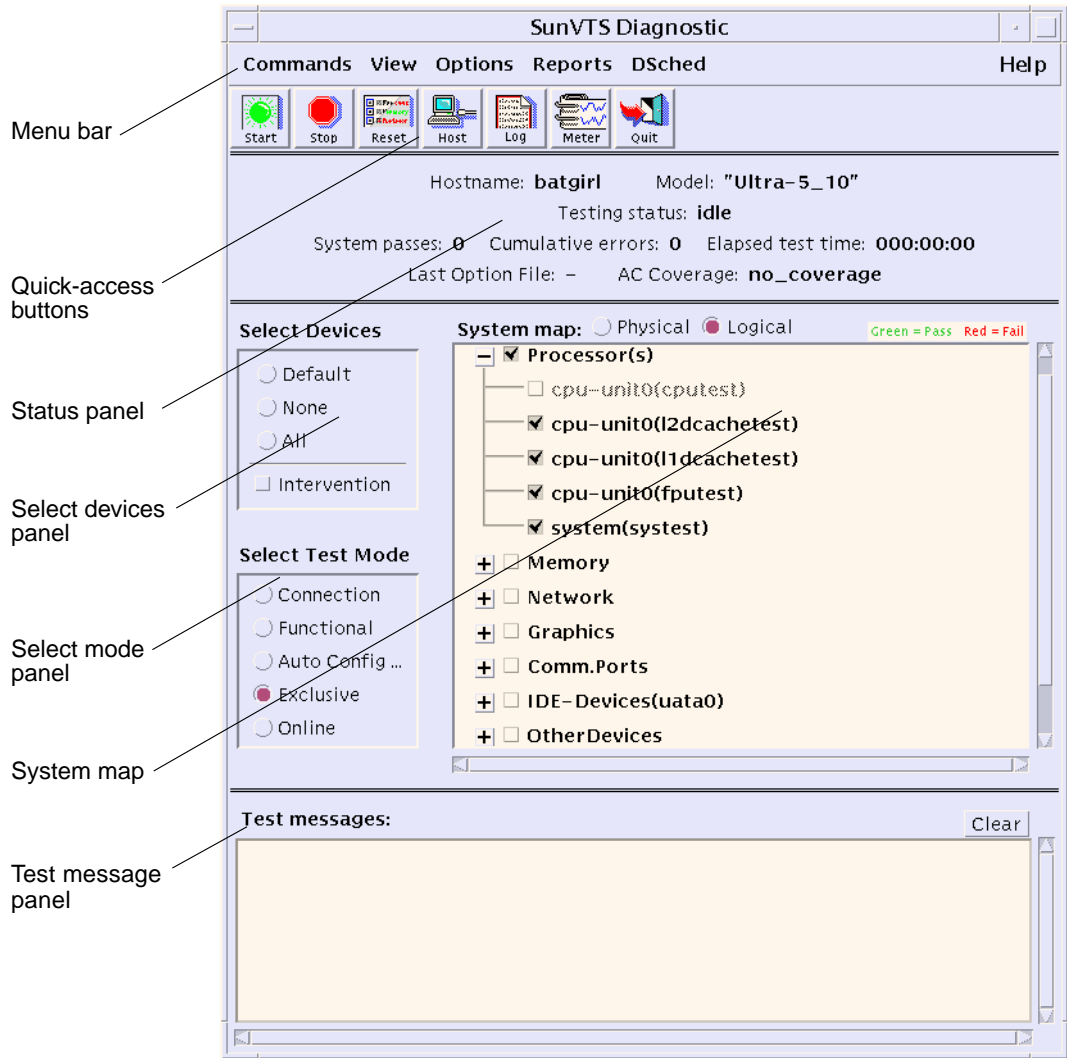 SunVTS Diagnostic
Commands View Options Reports DSched Help
Menu bar
Start Stop Reset Host Log Meter Quit
Hostname: batgirl Model: "Ultra-5_10"
Testing status: idle
System passes: 0 Cumulative errors: 0 Elapsed test time: 000:00:00
Last Option File: - AC Coverage: no_coverage
Quick-access
buttons
Status panel
Select devices
panel
Select mode
panel
System map
Test message
panel
Select Devices
Default
None
All
Intervention
Select Test Mode
Connection
Functional
Auto Config ...
Exclusive
Online
System map: Physical Logical Green = Pass Red = Fail
Processor(s)
cpu-unit0(cputest)
cpu-unit0(l2dcachetest)
cpu-unit0(l1dcachetest)
cpu-unit0(fputest)
system(systest)
Memory
Network
Graphics
Comm.Ports
IDE-Devices(uata0)
OtherDevices
Test messages: Clear